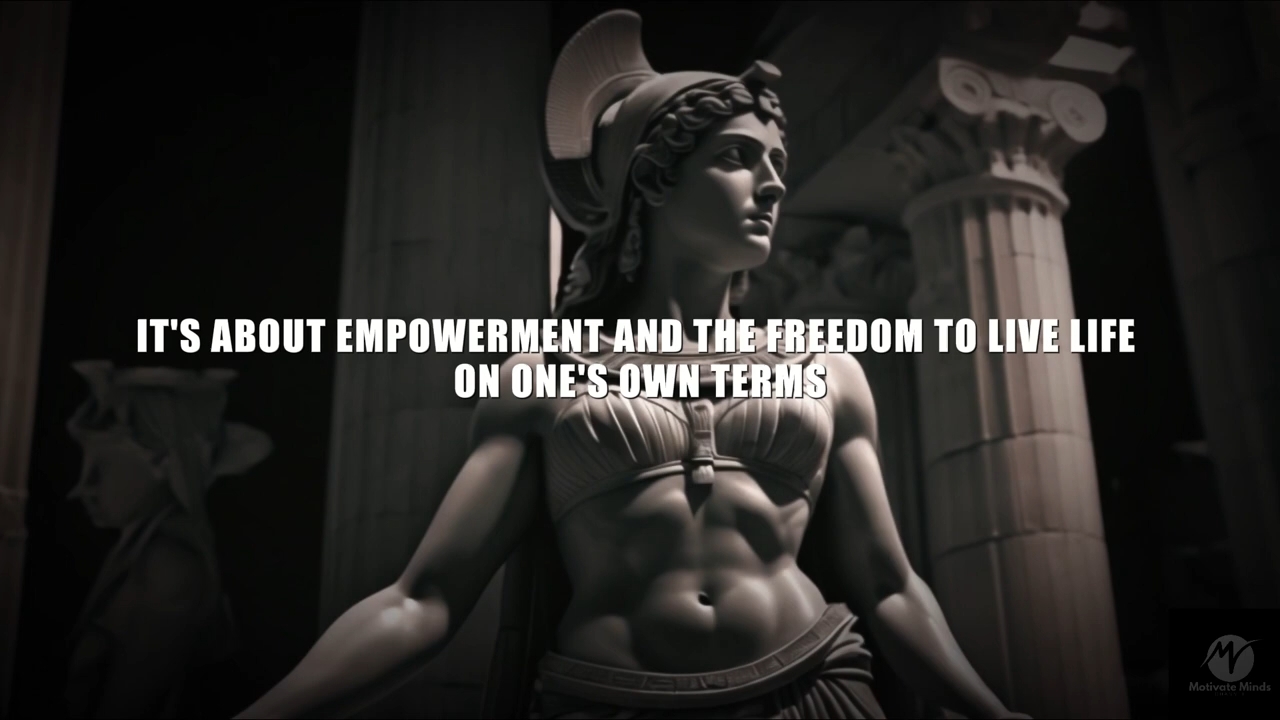 IT'S ABOUT EMPOWERMENT AND THE FREEDOM TO LIVE LIFE
ON ONE'S OWN TERMS
Motivate Minds